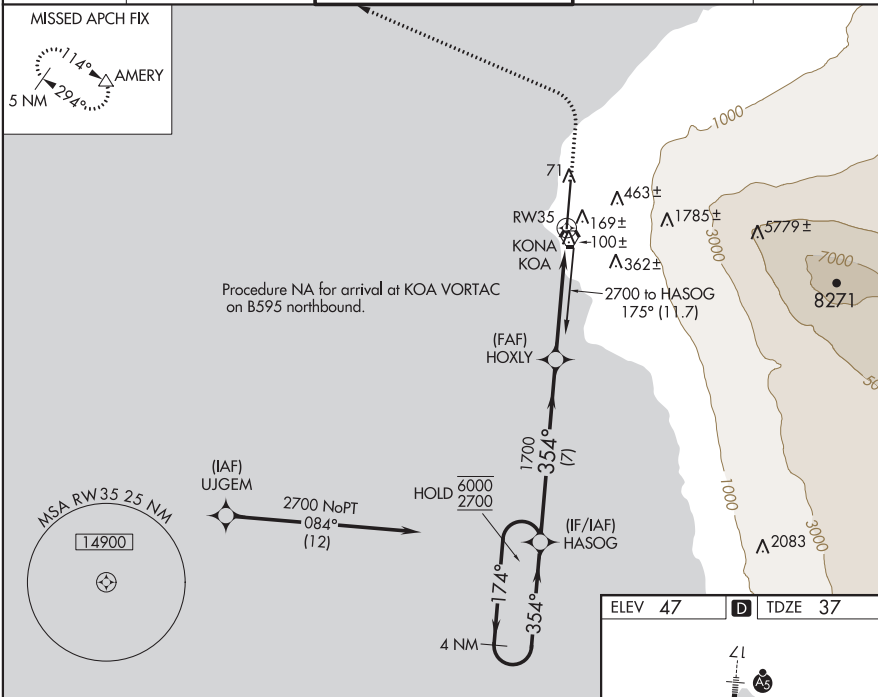 MISSED APCH FIX
114°
AMERY
5 NM
294°
1000
71
463±
RW35
169±
1785±
5779±
KONA
KOA
100±
3000
362±
7000
8271
Procedure NA for arrival at KOA VORTAC
on B595 northbound.
2700 to HASOG
175° (11.7)
(FAF)
HOXLY
1700
354°
(7)
(IAF)
UJGEM
2700 NoPT
084°
(12)
HOLD 6000
2700
(IF/IAF)
HASOG
MSA RW35 25 NM
14900
174°
354°
4 NM
1000
3000
2083
ELEV 47
D
TDZE 37
17
A5